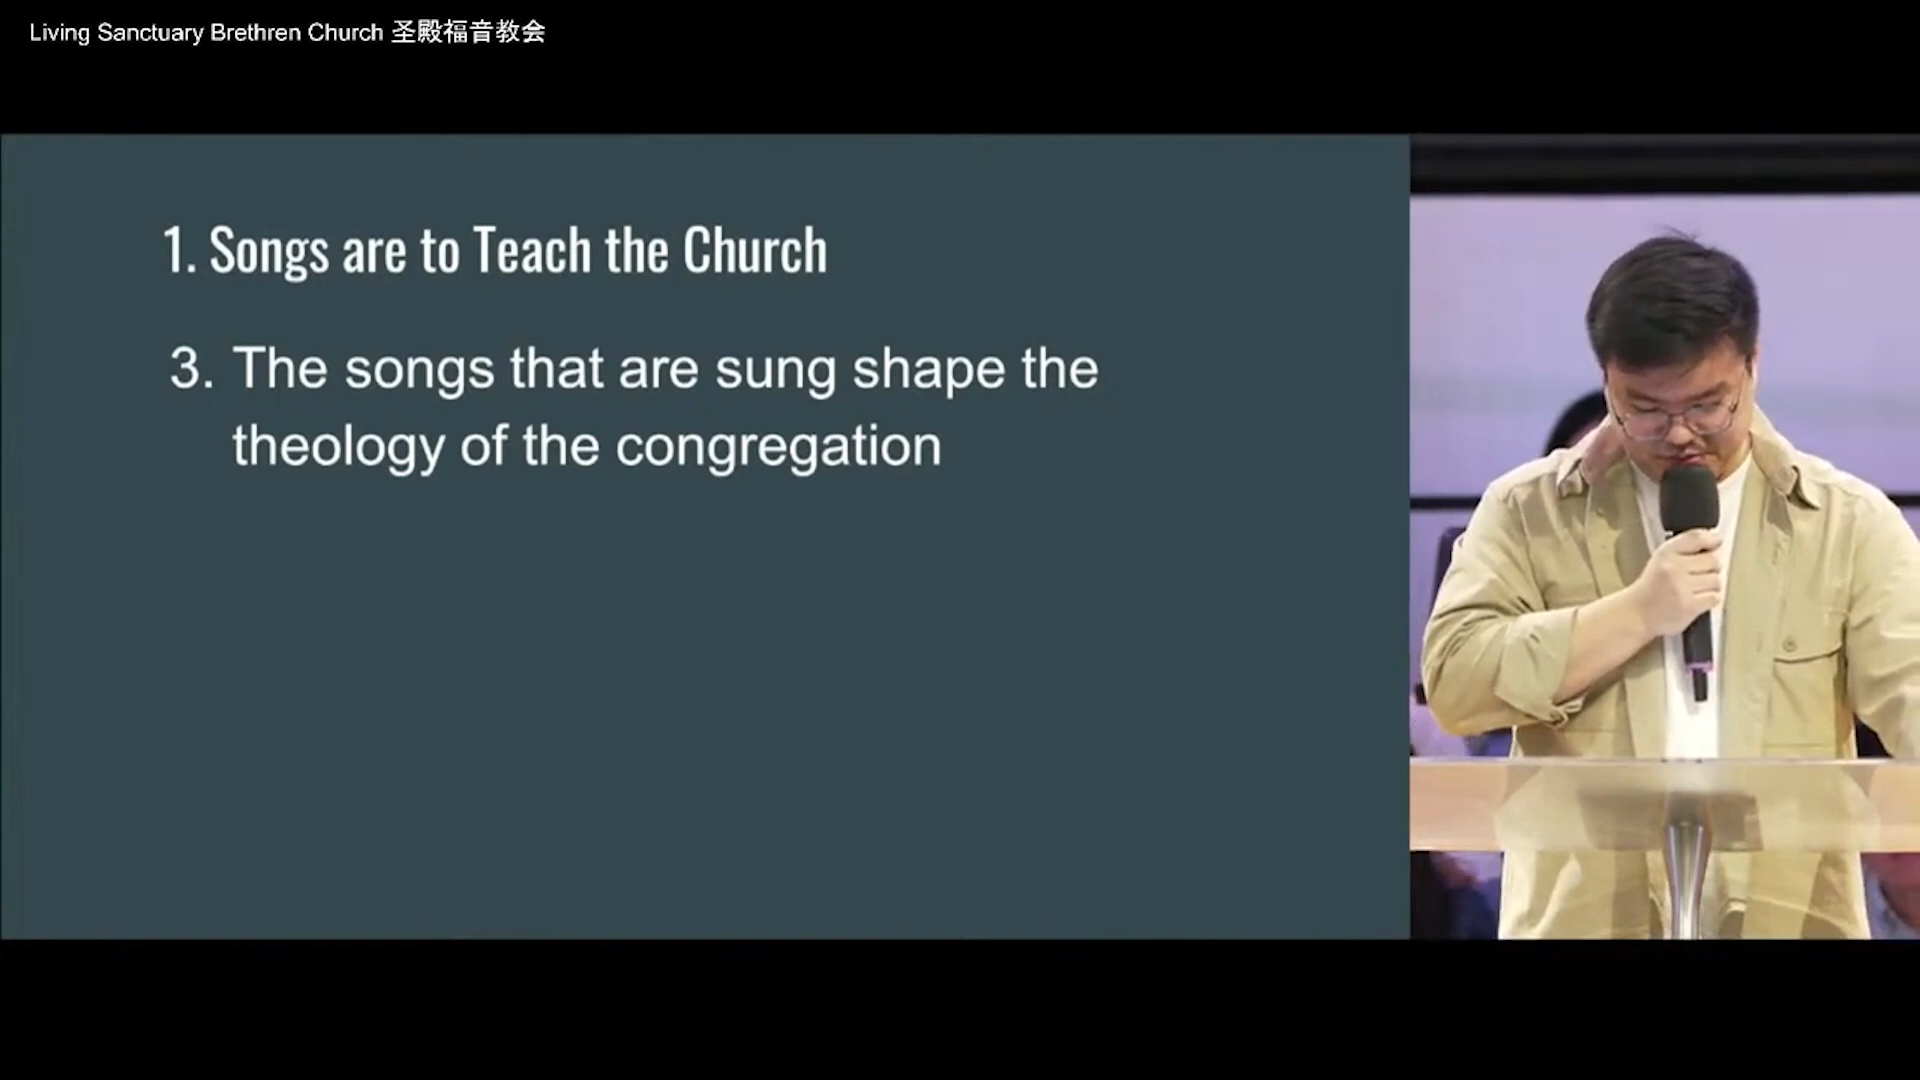 Living Sanctuary Brethren Church 圣殿福音教会
1. Songs are to Teach the Church
3. The songs that are sung shape the
theology of the congregation